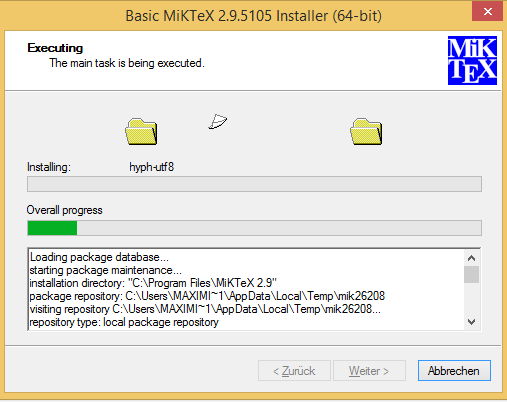 Basic MiKTeX 2.9.5105 Installer (64-bit)
Executing
The main task is being executed.
MiK
TEX
Installing: hyph-utf8
Overall progress
Loading package database...
starting package maintenance...
installation directory: "C:\Program Files\MiKTeX 2.9"
package repository: C:\Users\MAXIMI~1\AppData\Local\Temp\mik26208
visiting repository C:\Users\MAXIMI~1\AppData\Local\Temp\mik26208...
repository type: local package repository
< Zurück Weiter > Abbrechen